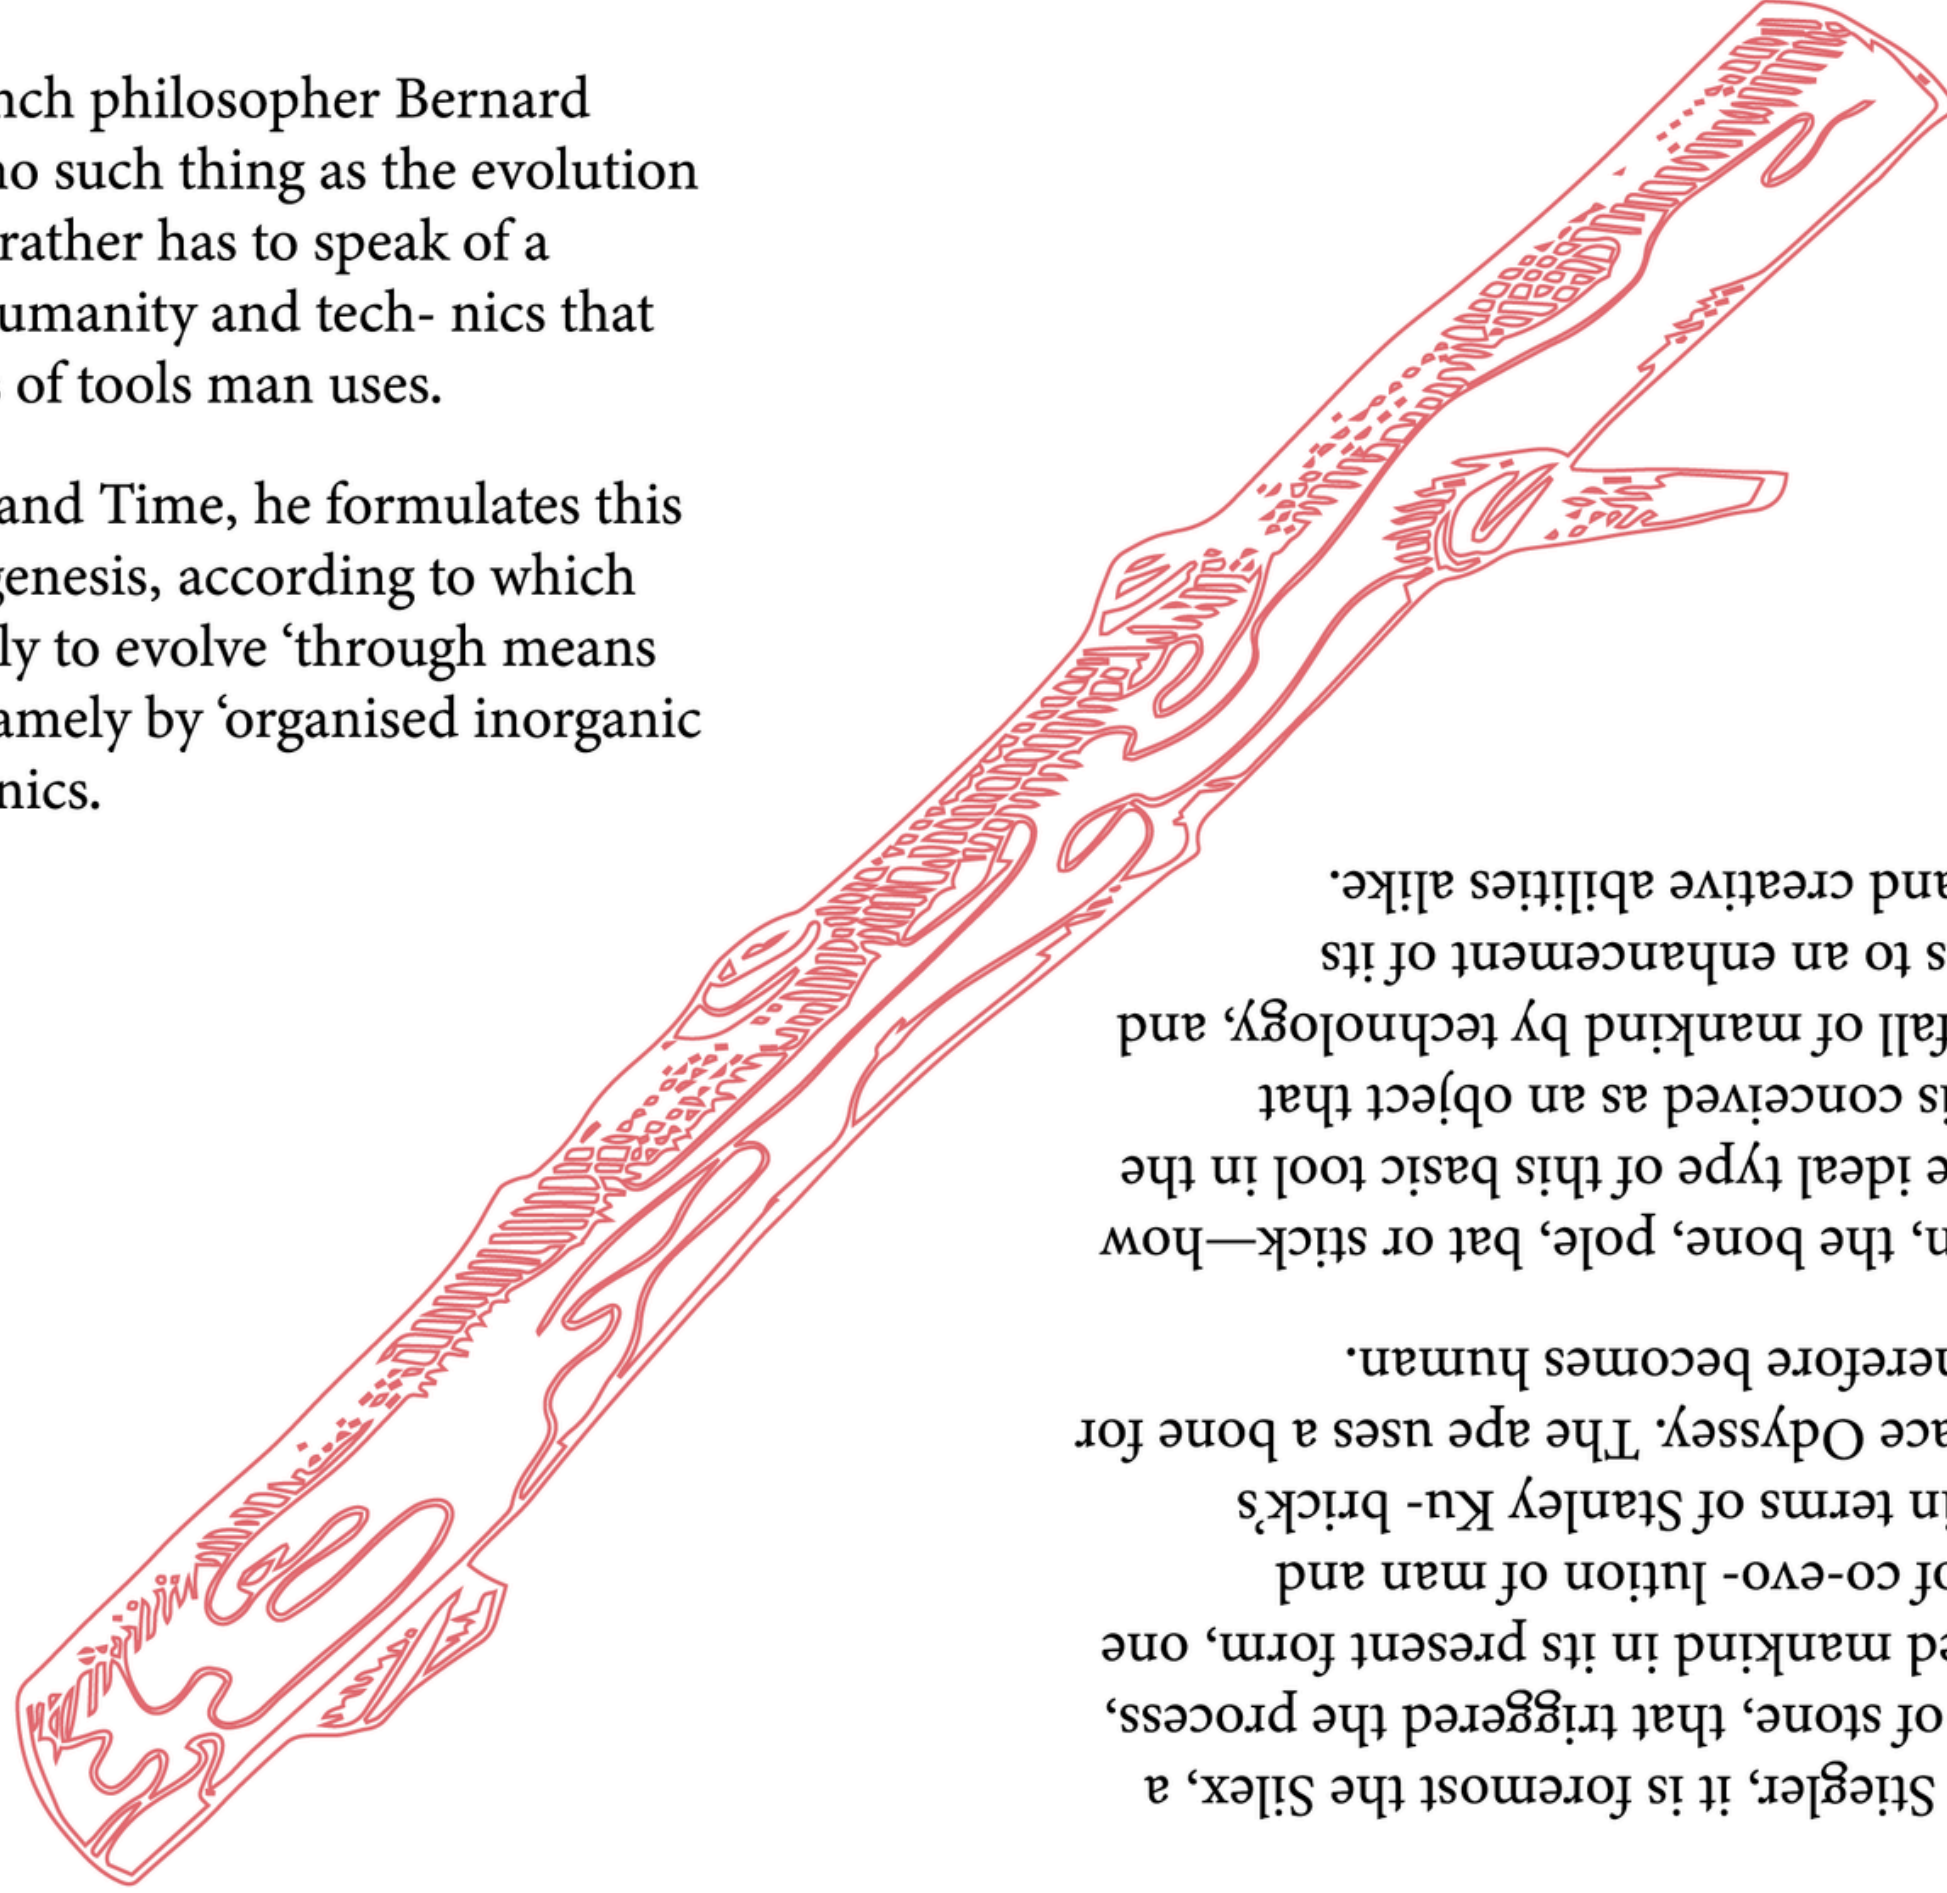 nch philosopher Bernard
no such thing as the evolution
rather has to speak of a
umanity and tech- nics that
s of tools man uses.
and Time, he formulates this
genesis, according to which
ly to evolve ‘through means
amely by ‘organised inorganic
nics.
Stiegler, it is foremost the Silex, a
of stone, that triggered the process,
ed mankind in its present form, one
of co-evo- lution of man and
in terms of Stanley Ku- brick’s
ace Odyssey. The ape uses a bone for
herefore becomes human.
n, the bone, pole, bat or stick—how
e ideal type of this basic tool in the
is conceived as an object that
fall of mankind by technology, and
s to an enhancement of its
and creative abilities alike.